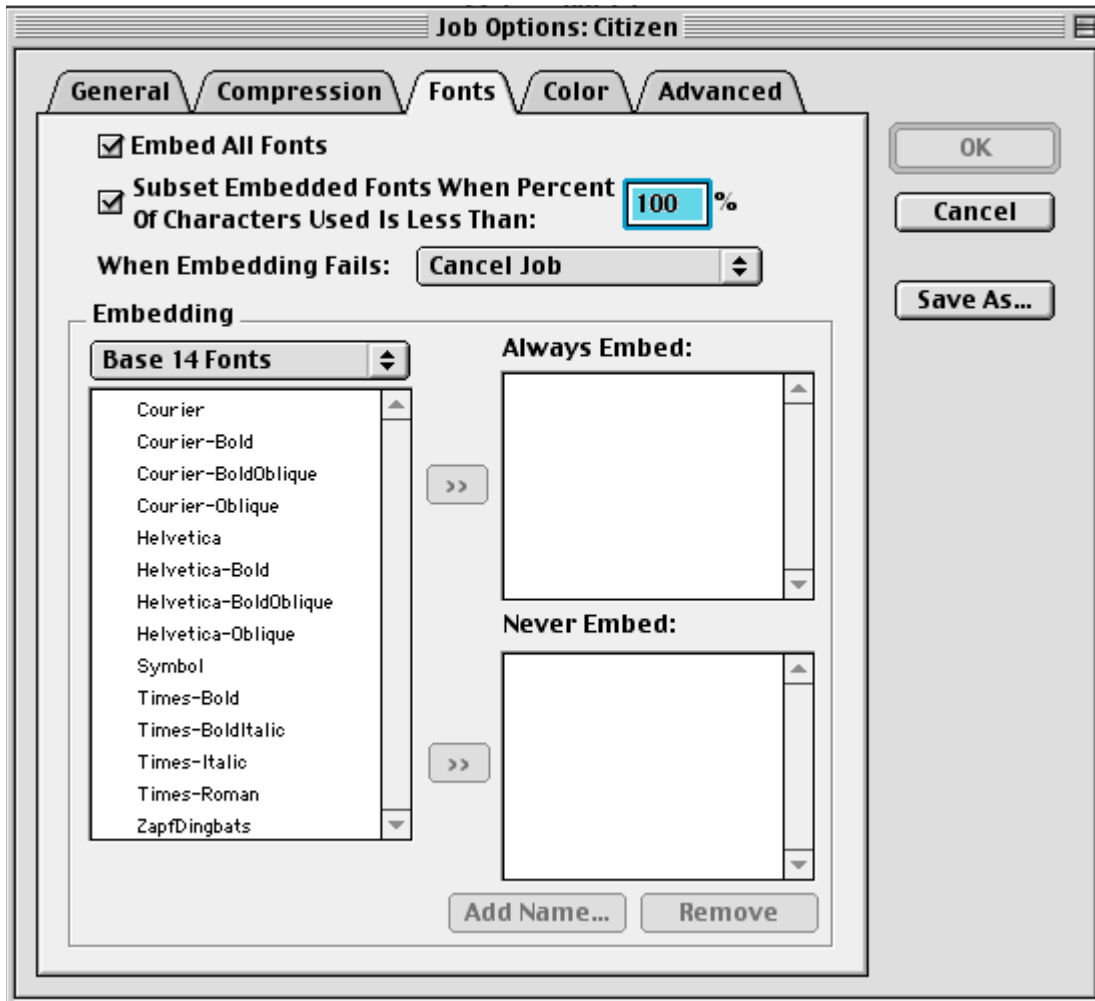 Job Options: Citizen
General Compression Fonts Color Advanced
Embed All Fonts
Subset Embedded Fonts When Percent
Of Characters Used Is Less Than: 100 %
When Embedding Fails: Cancel Job
OK
Cancel
Save As...
Embedding
Base 14 Fonts
Courier
Courier-Bold
Courier-BoldOblique
Courier-Oblique
Helvetica
Helvetica-Bold
Helvetica-BoldOblique
Helvetica-Oblique
Symbol
Times-Bold
Times-BoldItalic
Times-Italic
Times-Roman
ZapfDingbats
>>
>>
Always Embed:
Never Embed:
Add Name... Remove